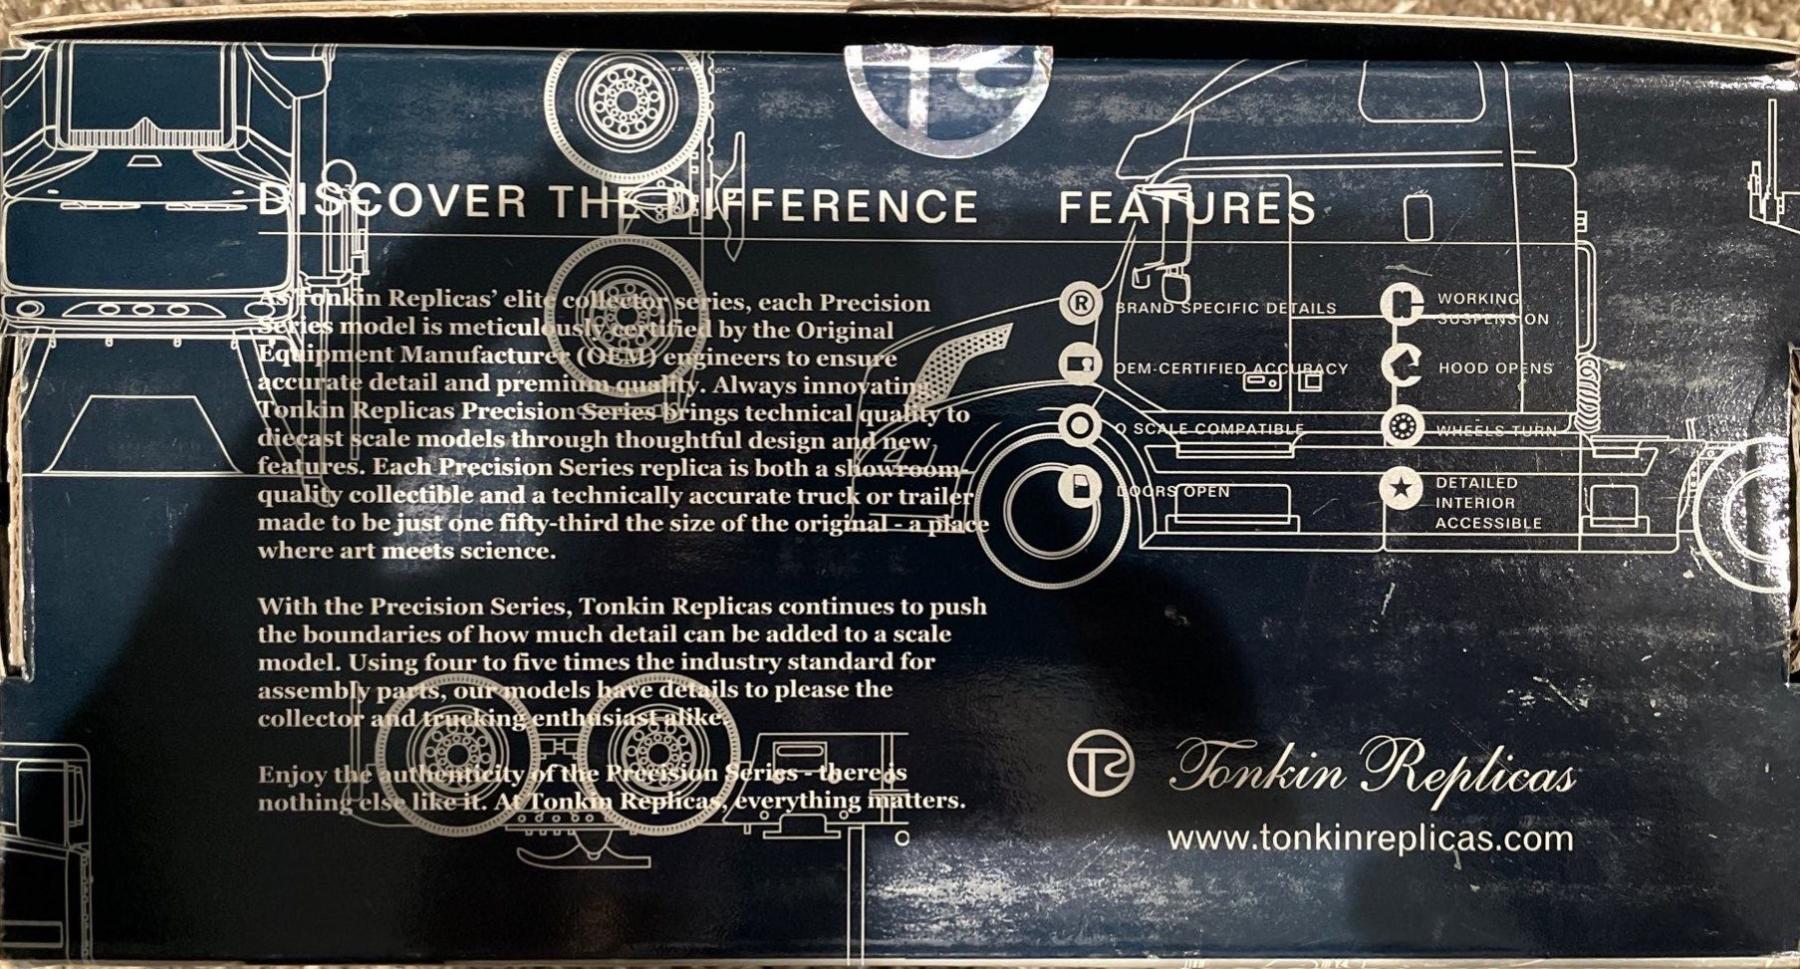 DISCOVER THE DIFFERENCE
As Tonkin Replicas' elite collector series, each Precision
Series model is meticulously certified by the Original
Equipment Manufacturer (OEM) engineers to ensure
accurate detail and premium quality. Always innovating
Tonkin Replicas Precision Series brings technical quality to
diecast scale models through thoughtful design and new
features. Each Precision Series replica is both a showroom-
quality collectible and a technically accurate truck or trailer
made to be just one fifty-third the size of the original - a place
where art meets science.
With the Precision Series, Tonkin Replicas continues to push
the boundaries of how much detail can be added to a scale
model. Using four to five times the industry standard for
assembly parts, our models have details to please the
collector and trucking enthusiast alike.
Enjoy the authenticity of the Precision Series - there is
nothing else like it. At Tonkin Replicas, everything matters.
FEATURES
® BRAND SPECIFIC DETAILS
OEM-CERTIFIED ACCURACY
O SCALE COMPATIBLE
DOORS OPEN
WORKING
SUSPENSION
HOOD OPENS
WHEELS TURN
DETAILED
INTERIOR
ACCESSIBLE
TR Tonkin Replicas
www.tonkinreplicas.com